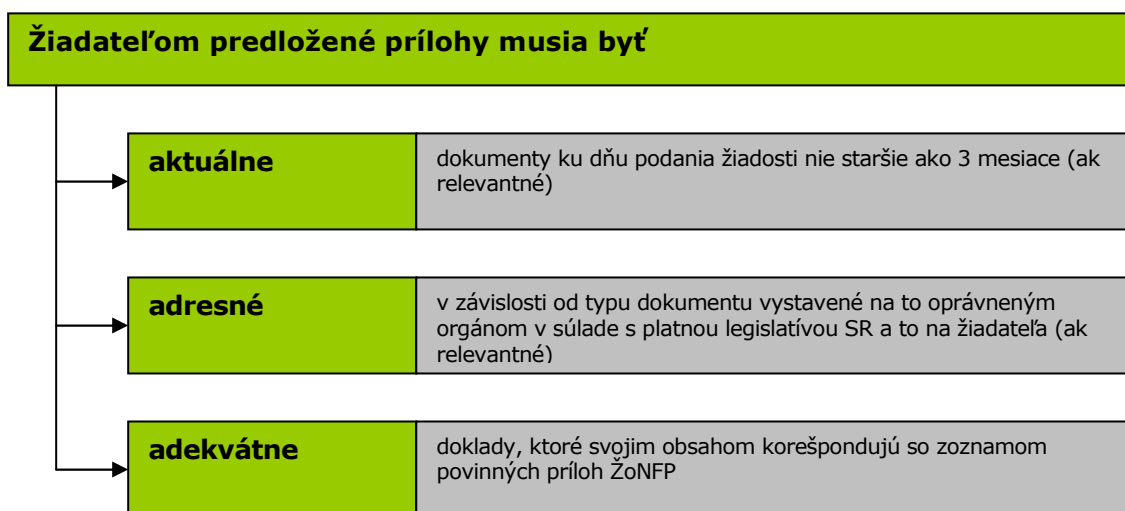 Žiadateľom predložené prílohy musia byť
aktuálne
dokumenty ku dňu podania žiadosti nie staršie ako 3 mesiace (ak
relevantné)
adresné
v závislosti od typu dokumentu vystavené na to oprávneným
orgánom v súlade s platnou legislatívou SR a to na žiadateľa (ak
relevantné)
adekvátne
doklady, ktoré svojim obsahom korešpondujú so zoznamom
povinných príloh ŽoNFP